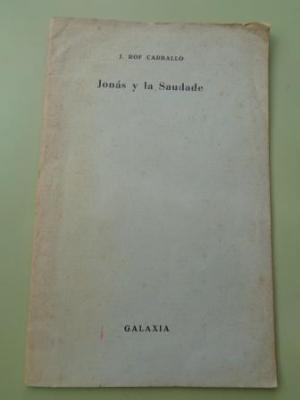 J. ROF CARBALLO
Jonás y la Saudade
GALAXIA